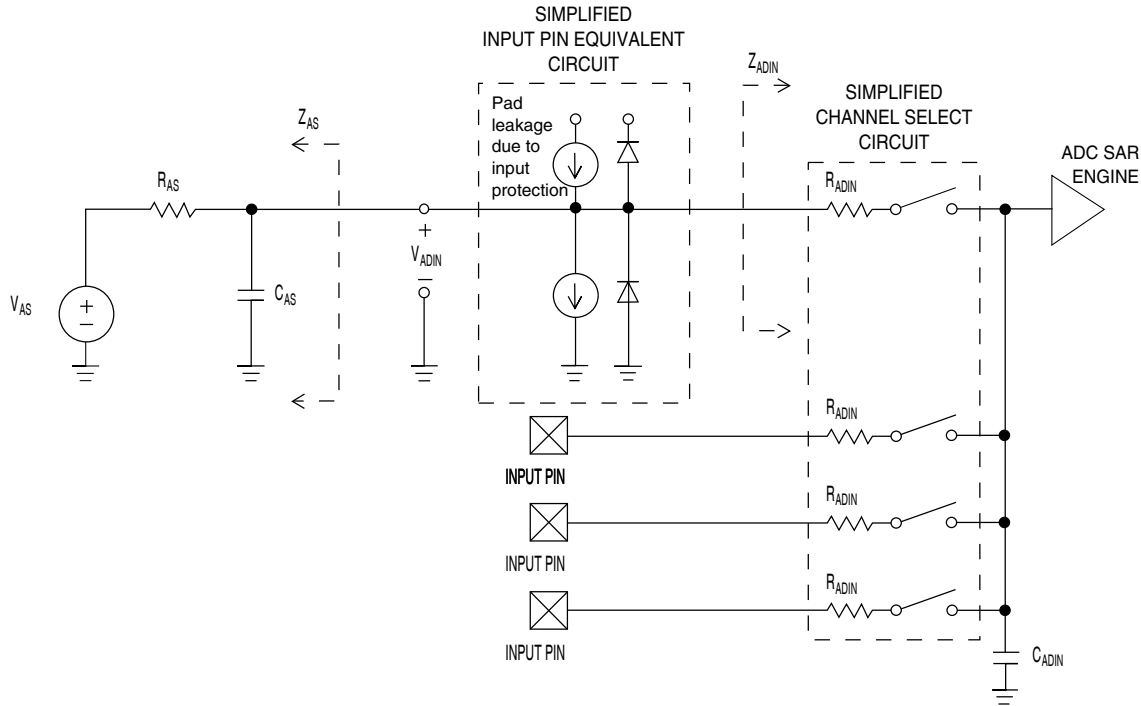 SIMPLIFIED
INPUT PIN EQUIVALENT
CIRCUIT
Pad
leakage
due to
input
protection
Z_ADIN
SIMPLIFIED
CHANNEL SELECT
CIRCUIT
ADC SAR
ENGINE
Z_AS
R_AS
R_ADIN
+
V_ADIN
–
V_AS
+
–
C_AS
R_ADIN
INPUT PIN
R_ADIN
INPUT PIN
R_ADIN
INPUT PIN
C_ADIN